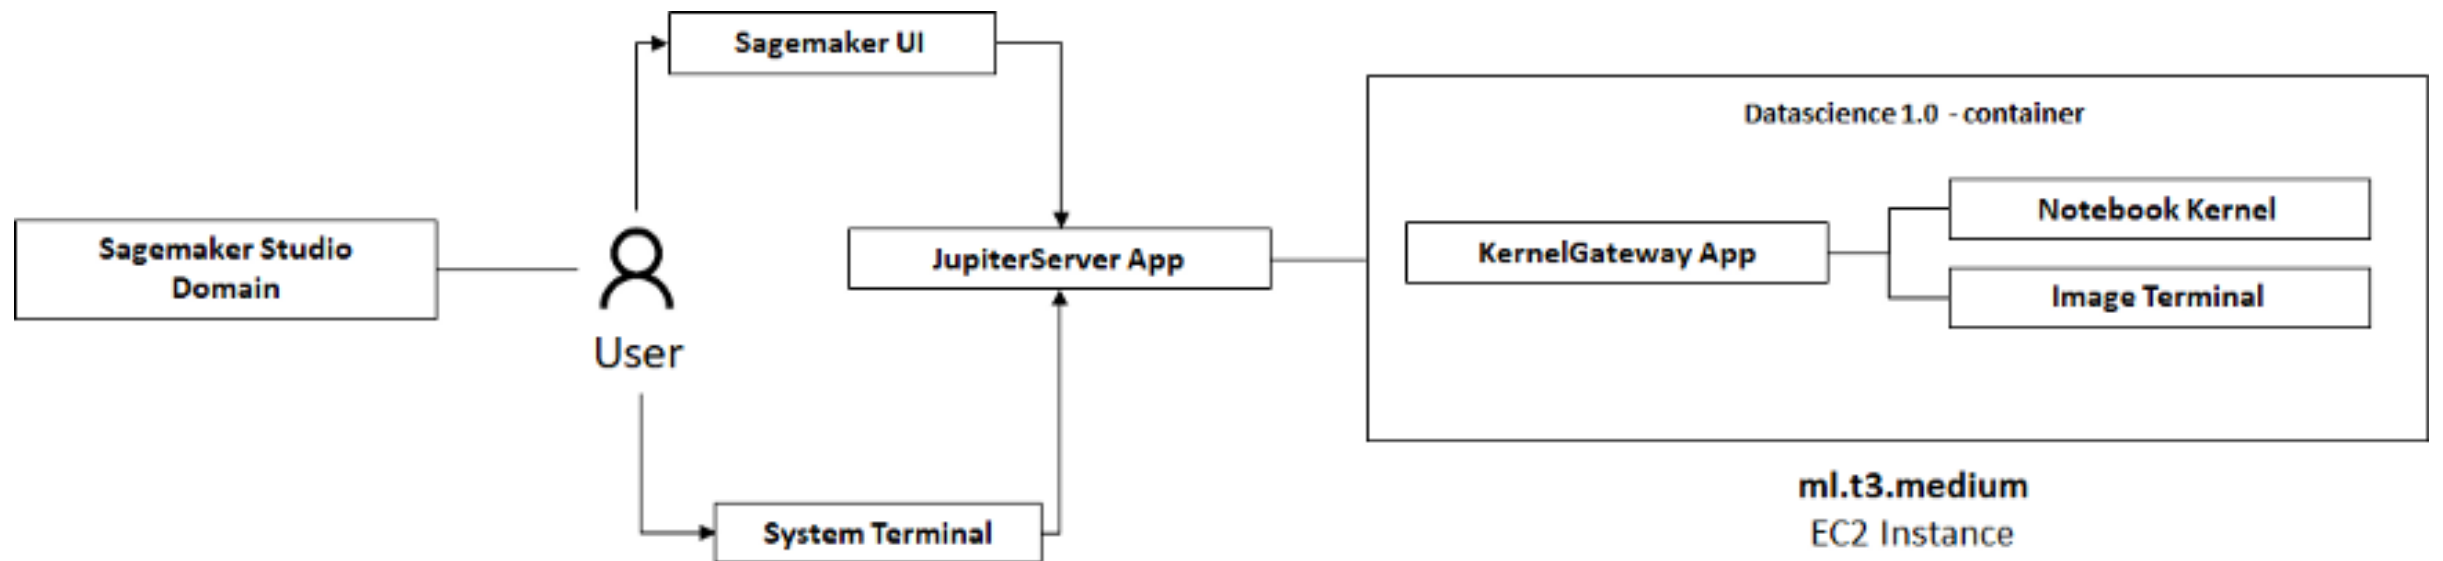 Sagemaker UI
Datascience 1.0 - container
Sagemaker Studio
Domain
User
JupiterServer App
KernelGateway App
Notebook Kernel
Image Terminal
System Terminal
ml.t3.medium
EC2 Instance